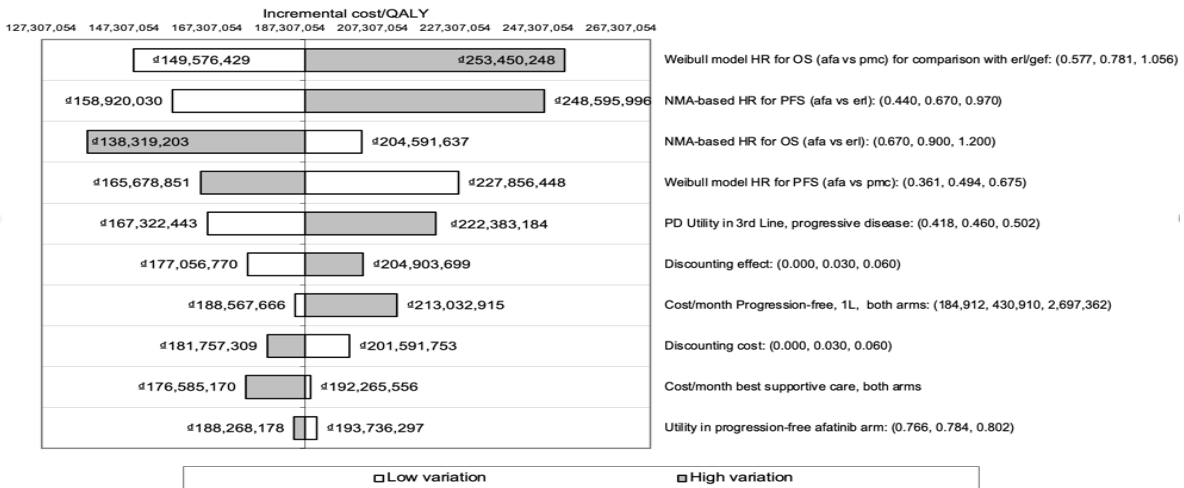 Incremental cost/QALY
127,307,054 147,307,054 167,307,054 187,307,054 207,307,054 227,307,054 247,307,054 267,307,054
₫149,576,429 ₫253,450,248 Weibull model HR for OS (afa vs pmc) for comparison with erl/gef: (0.577, 0.781, 1.056)
₫158,920,030 ₫248,595,996 NMA-based HR for PFS (afa vs erl): (0.440, 0.670, 0.970)
₫138,319,203 ₫204,591,637 NMA-based HR for OS (afa vs erl): (0.670, 0.900, 1.200)
₫165,678,851 ₫227,856,448 Weibull model HR for PFS (afa vs pmc): (0.361, 0.494, 0.675)
₫167,322,443 ₫222,383,184 PD Utility in 3rd Line, progressive disease: (0.418, 0.460, 0.502)
₫177,056,770 ₫204,903,699 Discounting effect: (0.000, 0.030, 0.060)
₫188,567,666 ₫213,032,915 Cost/month Progression-free, 1L, both arms: (184,912, 430,910, 2,697,362)
₫181,757,309 ₫201,591,753 Discounting cost: (0.000, 0.030, 0.060)
₫176,585,170 ₫192,265,556 Cost/month best supportive care, both arms
₫188,268,178 ₫193,736,297 Utility in progression-free afatinib arm: (0.766, 0.784, 0.802)
Low variation High variation